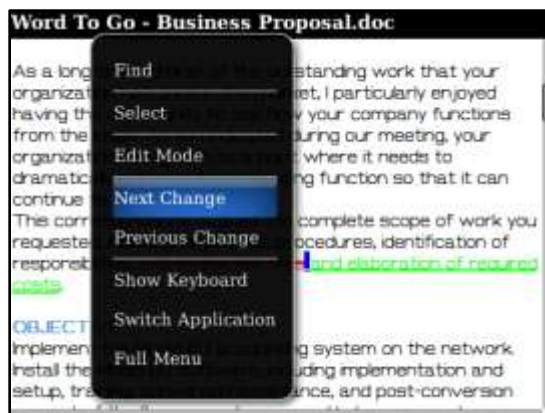 Word To Go - Business Proposal.doc
Find
Select
Edit Mode
Next Change
Previous Change
Show Keyboard
Switch Application
Full Menu
As a long standing work that your
organizat et, I particularly enjoyed
having th your company functions
from the during our meeting, your
organizat where it needs to
dramatic ng function so that it can
continue
This corr complete scope of work you
requeste ocedures, identification of
responsib and elaboration of required
costs.
OBJECT
Implemen g system on the network.
Install the uding implementation and
setup, tra ance, and post-conversion